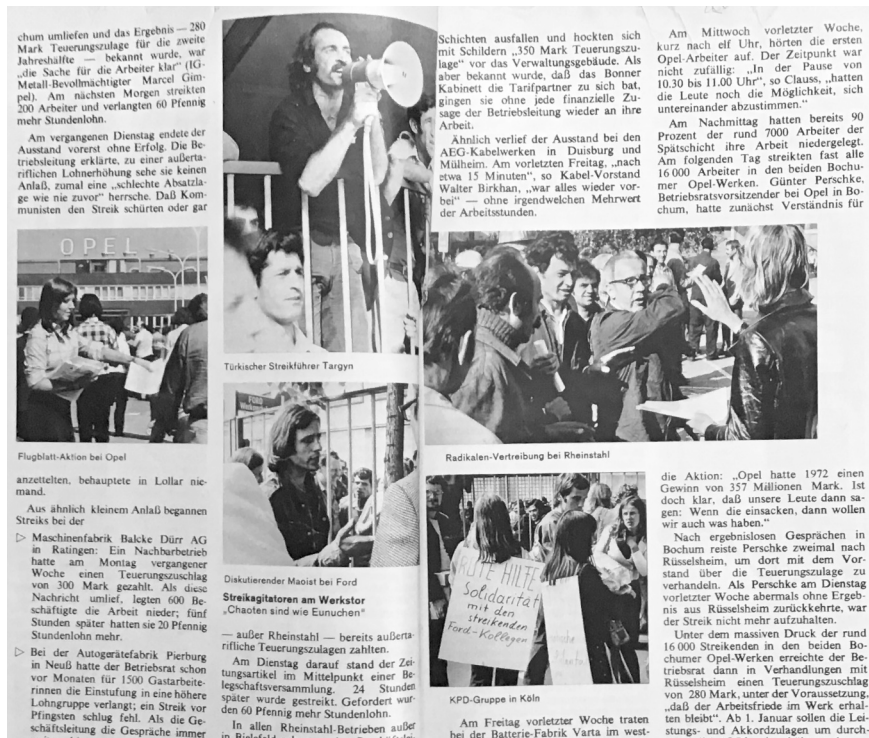 chum umliefen und das Ergebnis — 280
Mark Teuerungszulage für die zweite
Jahreshälfte — bekannt wurde, war
„die Sache für die Arbeiter klar“ (IG-
Metall-Bevollmächtigter Marcel Gim-
pel). Am nächsten Morgen streikten
200 Arbeiter und verlangten 60 Pfennig
mehr Stundenlohn.
Am vergangenen Dienstag endete der
Ausstand vorerst ohne Erfolg. Die Be-
triebsleitung erklärte, zu einer außerta-
riflichen Lohnerhöhung sehe sie keinen
Anlaß, zumal eine „schlechte Absatzla-
ge wie nie zuvor“ herrsche. Daß Kom-
munisten den Streik schürten oder gar
OPEL
Flugblatt-Aktion bei Opel
anzettelten, behauptete in Lollar nie-
mand.
Aus ähnlich kleinem Anlaß begannen
Streiks bei der
▷ Maschinenfabrik Balcke Dürr AG
in Ratingen: Ein Nachbarbetrieb
hatte am Montag vergangener
Woche einen Teuerungszuschlag
von 300 Mark gezahlt. Als diese
Nachricht umlief, legten 600 Be-
schäftigte die Arbeit nieder; fünf
Stunden später hatten sie 20 Pfennig
Stundenlohn mehr.
▷ Bei der Autogerätefabrik Pierburg
in Neuß hatte der Betriebsrat schon
vor Monaten für 1500 Gastarbeite-
rinnen die Einstufung in eine höhere
Lohngruppe verlangt; ein Streik vor
Pfingsten schlug fehl. Als die Ge-
schäftsleitung die Gespräche immer
Türkischer Streikführer Targyn
FORD
Diskutierender Maoist bei Ford
Streikagitatoren am Werkstor
„Chaoten sind wie Eunuchen“
— außer Rheinstahl — bereits außerta-
rifliche Teuerungszulagen zahlten.
Am Dienstag darauf stand der Zei-
tungsartikel im Mittelpunkt einer Be-
legschaftsversammlung. 24 Stunden
später wurde gestreikt. Gefordert wur-
den 60 Pfennig mehr Stundenlohn.
In allen Rheinstahl-Betrieben außer
Schichten ausfallen und hockten sich
mit Schildern „350 Mark Teuerungszu-
lage“ vor das Verwaltungsgebäude. Als
aber bekannt wurde, daß das Bonner
Kabinett die Tarifpartner zu sich bat,
gingen sie ohne jede finanzielle Zu-
sage der Betriebsleitung wieder an ihre
Arbeit.
Ähnlich verlief der Ausstand bei den
AEG-Kabelwerken in Duisburg und
Mülheim. Am vorletzten Freitag, „nach
etwa 15 Minuten“, so Kabel-Vorstand
Walter Birkhan, „war alles wieder vor-
bei“ — ohne irgendwelchen Mehrwert
der Arbeitsstunden.
Radikalen-Vertreibung bei Rheinstahl
ROTE HILFE
Solidarität
mit den
streikenden
Ford-Kollegen
KPD-Gruppe in Köln
Am Freitag vorletzter Woche traten
bei der Batterie-Fabrik Varta im west-
Am Mittwoch vorletzter Woche,
kurz nach elf Uhr, hörten die ersten
Opel-Arbeiter auf. Der Zeitpunkt war
nicht zufällig: „In der Pause von
10.30 bis 11.00 Uhr“, so Clauss, „hatten
die Leute noch die Möglichkeit, sich
untereinander abzustimmen.“
Am Nachmittag hatten bereits 90
Prozent der rund 7000 Arbeiter der
Spätschicht ihre Arbeit niedergelegt.
Am folgenden Tag streikten fast alle
16 000 Arbeiter in den beiden Bochu-
mer Opel-Werken. Günter Perschke,
Betriebsratsvorsitzender bei Opel in Bo-
chum, hatte zunächst Verständnis für
die Aktion: „Opel hatte 1972 einen
Gewinn von 357 Millionen Mark. Ist
doch klar, daß unsere Leute dann sa-
gen: Wenn die einsacken, dann wollen
wir auch was haben.“
Nach ergebnislosen Gesprächen in
Bochum reiste Perschke zweimal nach
Rüsselsheim, um dort mit dem Vor-
stand über die Teuerungszulage zu
verhandeln. Als Perschke am Dienstag
vorletzter Woche abermals ohne Ergeb-
nis aus Rüsselsheim zurückkehrte, war
der Streik nicht mehr aufzuhalten.
Unter dem massiven Druck der rund
16 000 Streikenden in den beiden Bo-
chumer Opel-Werken erreichte der Be-
triebsrat dann in Verhandlungen mit
Rüsselsheim einen Teuerungszuschlag
von 280 Mark, unter der Voraussetzung,
„daß der Arbeitsfriede im Werk erhal-
ten bleibt“. Ab 1. Januar sollen die Lei-
stungs- und Akkordzulagen um durch-